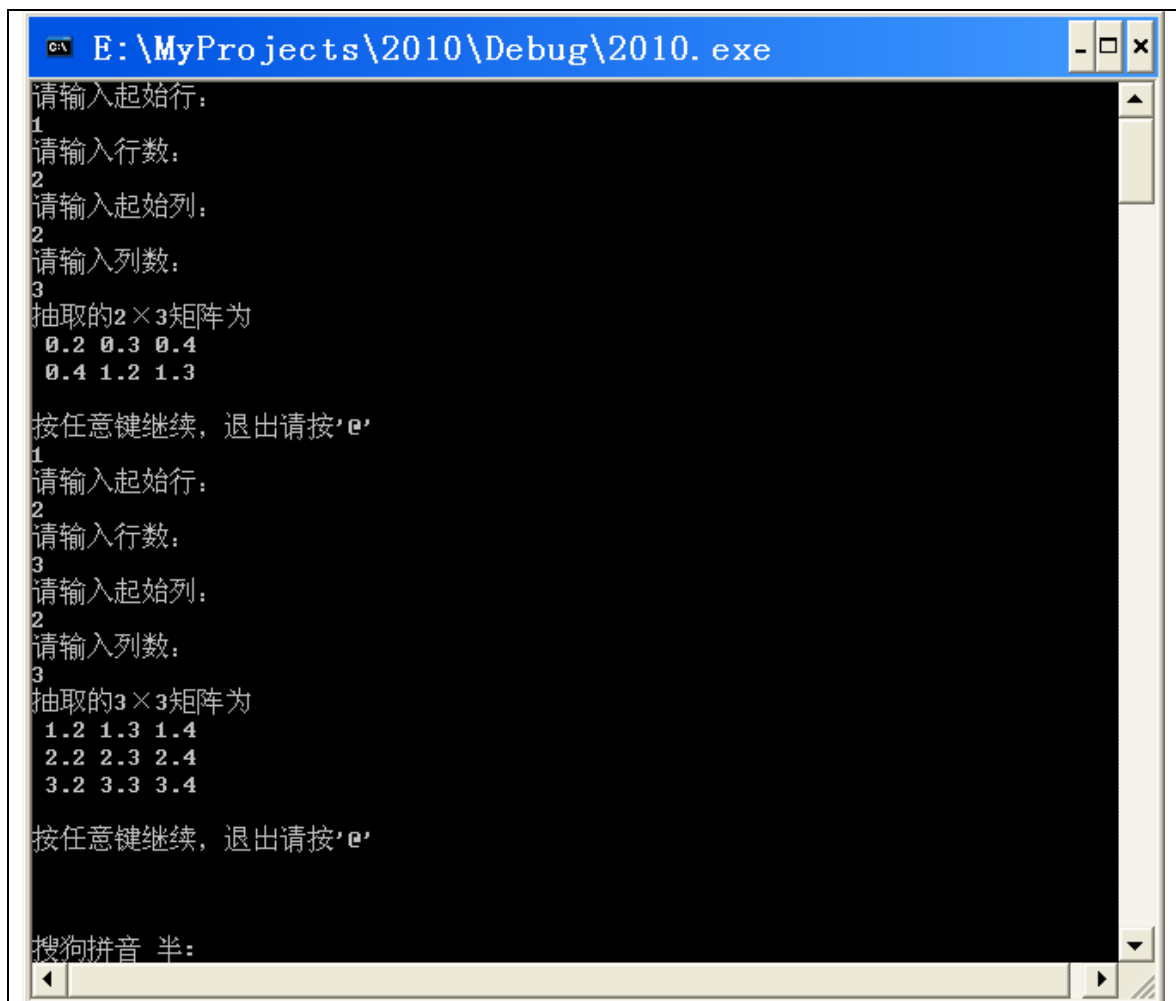 E:\MyProjects\2010\Debug\2010.exe
请输入起始行：
1
请输入行数：
2
请输入起始列：
2
请输入列数：
3
抽取的2×3矩阵为
0.2 0.3 0.4
0.4 1.2 1.3
按任意键继续，退出请按'@'
1
请输入起始行：
2
请输入行数：
3
请输入起始列：
2
请输入列数：
3
抽取的3×3矩阵为
1.2 1.3 1.4
2.2 2.3 2.4
3.2 3.3 3.4
按任意键继续，退出请按'@'
搜狗拼音 半：